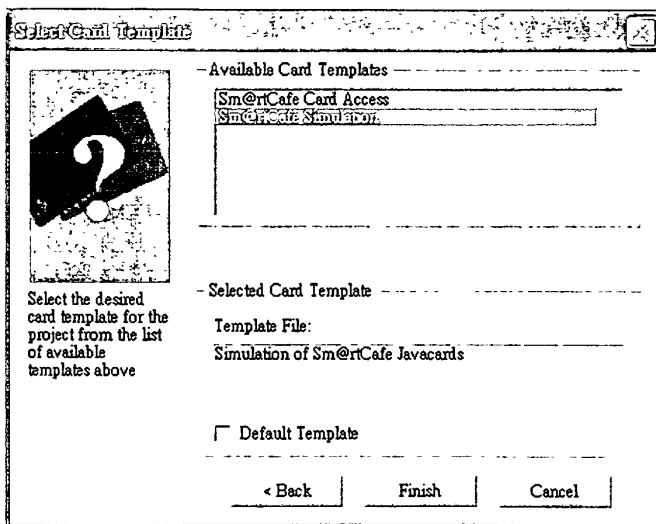 Select Card Template
Available Card Templates
Sm@rtCafe Card Access
Sm@rtCafe Simulation
Select the desired
card template for the
project from the list
of available
templates above
Selected Card Template
Template File:
Simulation of Sm@rtCafe Javacards
Default Template
< Back
Finish
Cancel